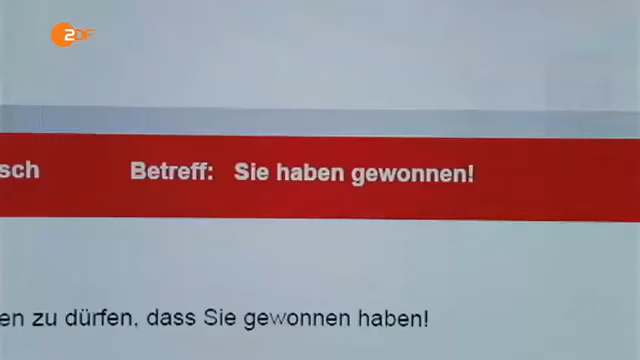 ZDF
sch Betreff: Sie haben gewonnen!
en zu dürfen, dass Sie gewonnen haben!